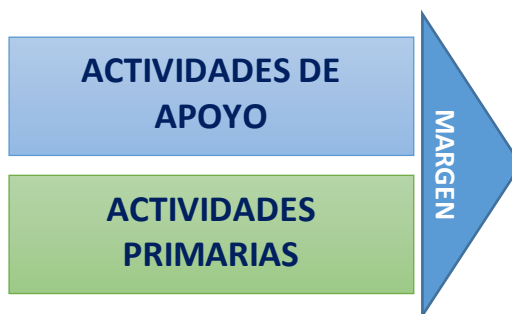 ACTIVIDADES DE
APOYO
MARGEN
ACTIVIDADES
PRIMARIAS